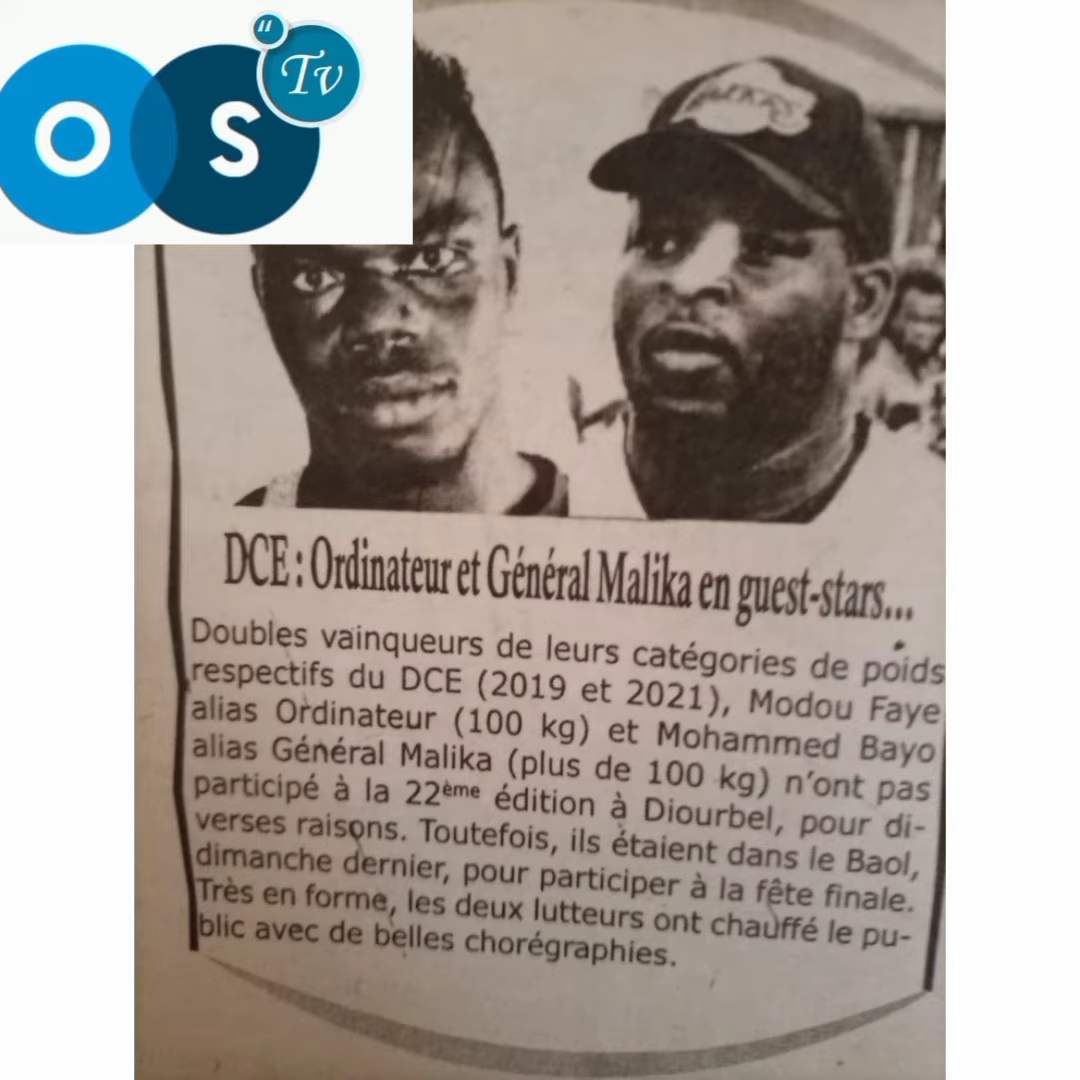 OS
"Tv
LAKERS
DCE : Ordinateur et Général Malika en guest-stars...
Doubles vainqueurs de leurs catégories de poids
respectifs du DCE (2019 et 2021), Modou Faye
alias Ordinateur (100 kg) et Mohammed Bayo
alias Général Malika (plus de 100 kg) n'ont pas
participé à la 22ème édition à Diourbel, pour di-
verses raisons. Toutefois, ils étaient dans le Baol,
dimanche dernier, pour participer à la fête finale.
Très en forme, les deux lutteurs ont chauffé le pu-
blic avec de belles chorégraphies.